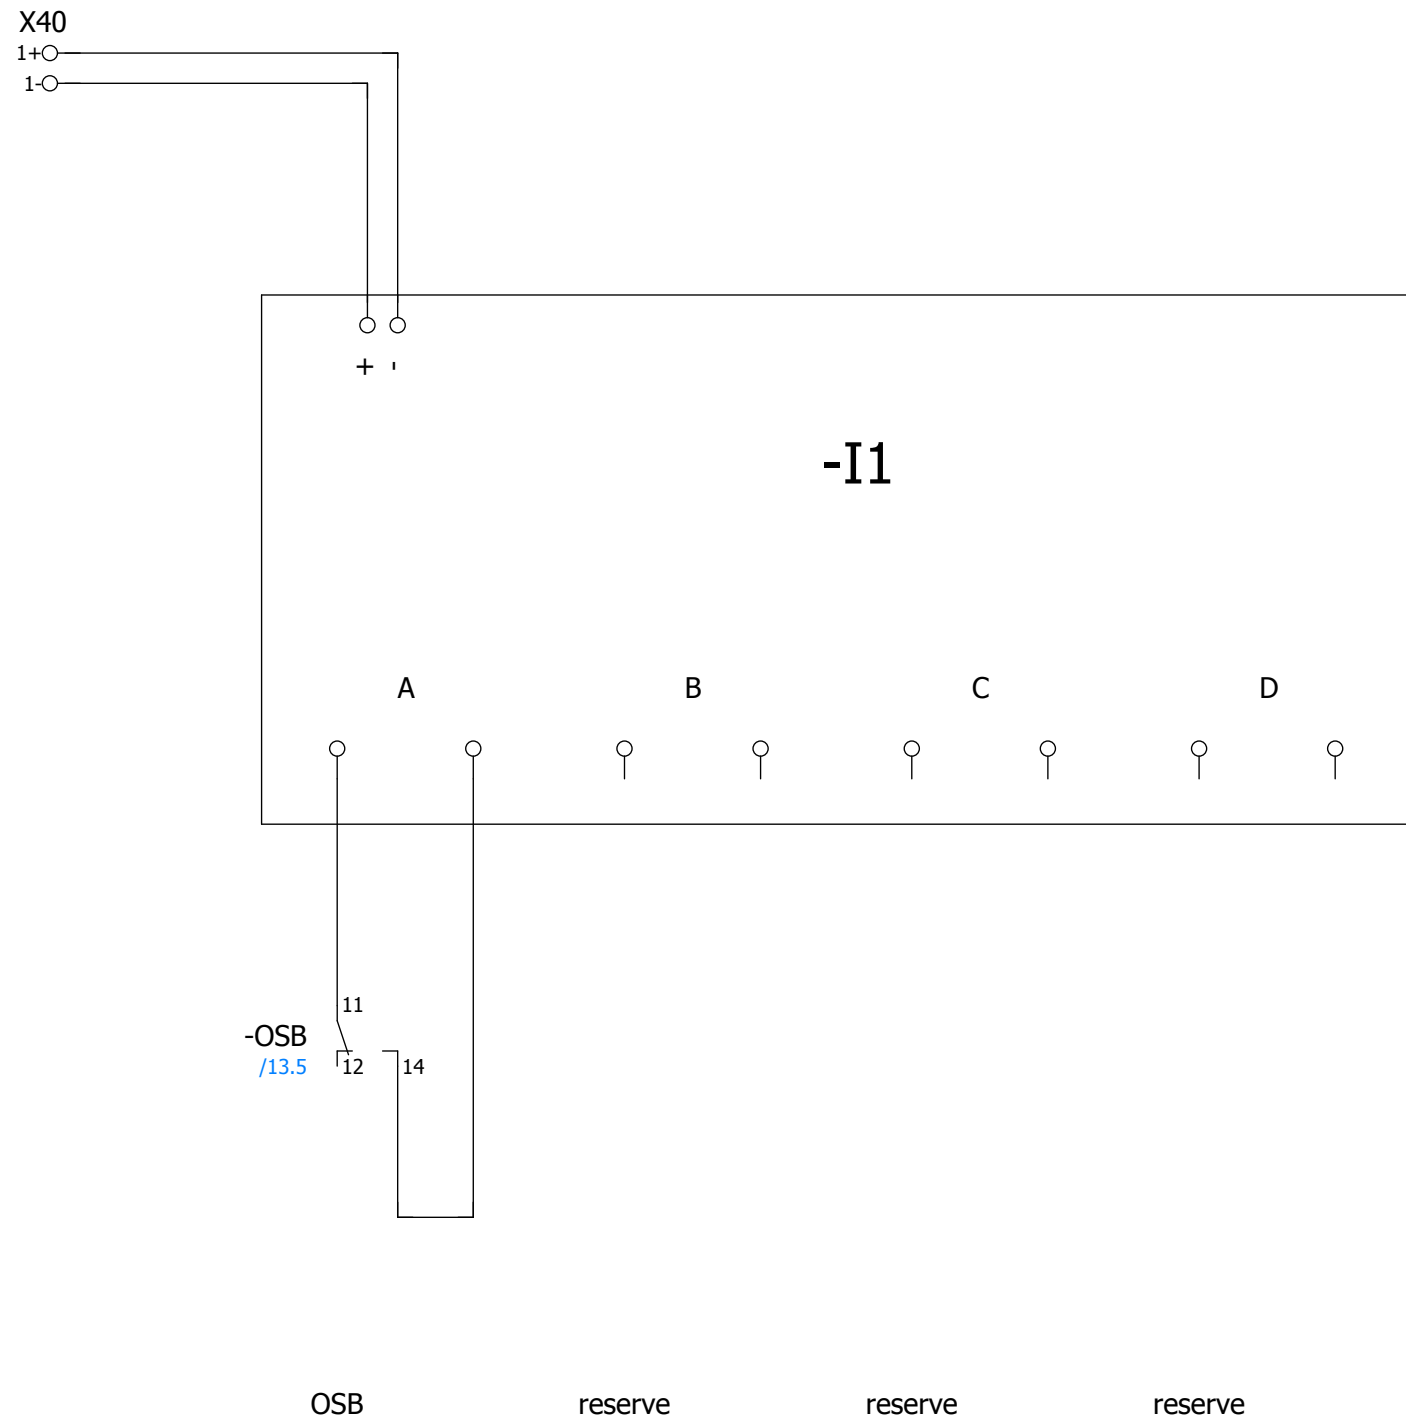 X40
1+
1-
+ -
-I1
A B C D
11
-OSB
/13.5 12 14
OSB reserve reserve reserve